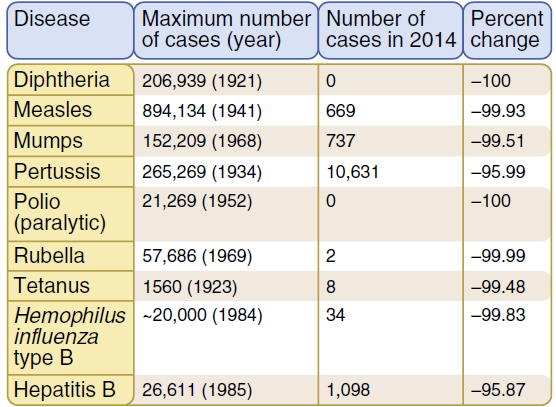 Disease Maximum number of cases (year) Number of cases in 2014 Percent change
Diphtheria 206,939 (1921) 0 –100
Measles 894,134 (1941) 669 –99.93
Mumps 152,209 (1968) 737 –99.51
Pertussis 265,269 (1934) 10,631 –95.99
Polio (paralytic) 21,269 (1952) 0 –100
Rubella 57,686 (1969) 2 –99.99
Tetanus 1560 (1923) 8 –99.48
Hemophilus influenza type B ~20,000 (1984) 34 –99.83
Hepatitis B 26,611 (1985) 1,098 –95.87